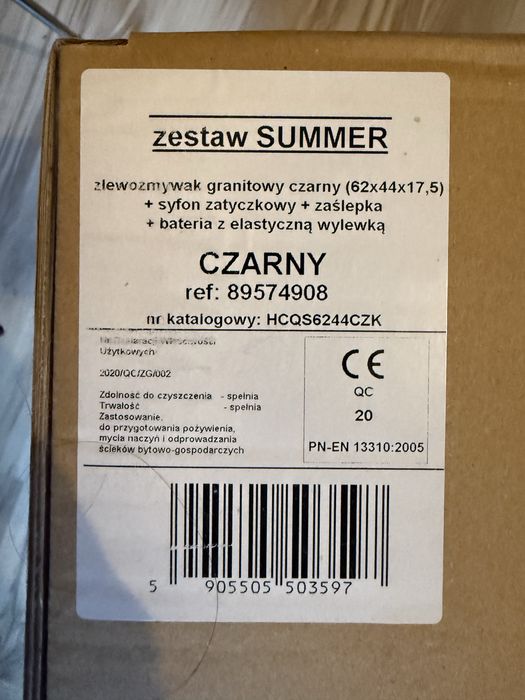 zestaw SUMMER
zlewozmywak granitowy czarny (62x44x17,5)
+ syfon zatyczkowy + zaślepka
+ bateria z elastyczną wylewką
CZARNY
ref: 89574908
nr katalogowy: HCQS6244CZK
Właściwości
Użytkowych
2020/QC/ZG/002
Zdolność do czyszczenia - spełnia
Trwałość - spełnia
Zastosowanie,
do przygotowania pożywienia,
mycia naczyń i odprowadzania
ścieków bytowo-gospodarczych
CE
QC
20
PN-EN 13310:2005
5 905505 503597